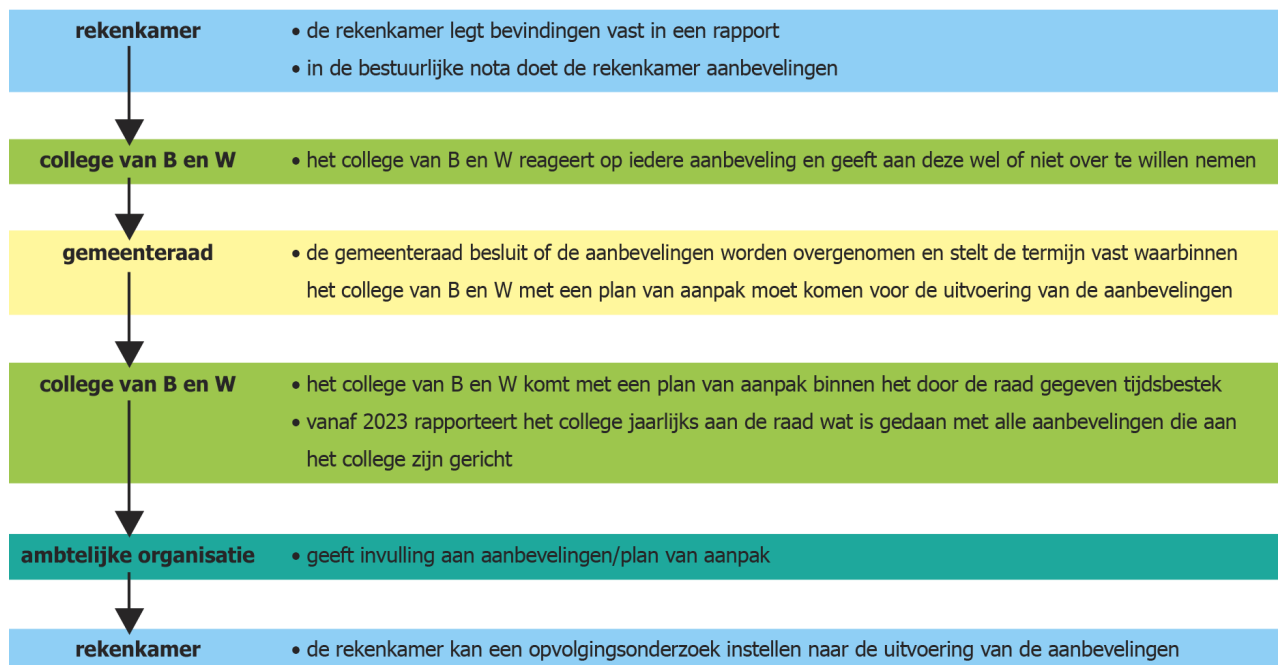 rekenkamer • de rekenkamer legt bevindingen vast in een rapport
• in de bestuurlijke nota doet de rekenkamer aanbevelingen
college van B en W • het college van B en W reageert op iedere aanbeveling en geeft aan deze wel of niet over te willen nemen
gemeenteraad • de gemeenteraad besluit of de aanbevelingen worden overgenomen en stelt de termijn vast waarbinnen
het college van B en W met een plan van aanpak moet komen voor de uitvoering van de aanbevelingen
college van B en W • het college van B en W komt met een plan van aanpak binnen het door de raad gegeven tijdsbestek
• vanaf 2023 rapporteert het college jaarlijks aan de raad wat is gedaan met alle aanbevelingen die aan
het college zijn gericht
ambtelijke organisatie • geeft invulling aan aanbevelingen/plan van aanpak
rekenkamer • de rekenkamer kan een opvolgingsonderzoek instellen naar de uitvoering van de aanbevelingen